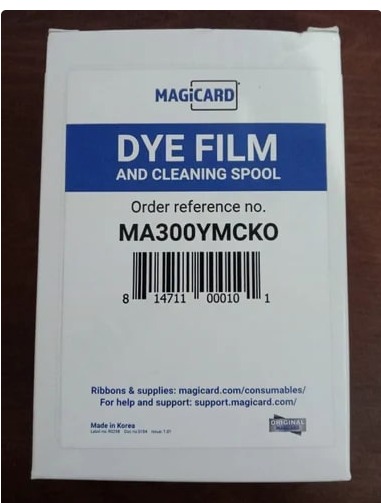 MAGiCARD
DYE FILM
AND CLEANING SPOOL
Order reference no.
MA300YMCKO
8 14711 00010 1
Ribbons & supplies: magicard.com/consumables/
For help and support: support.magicard.com/
Made in Korea
ORIGINAL
MAGICARD